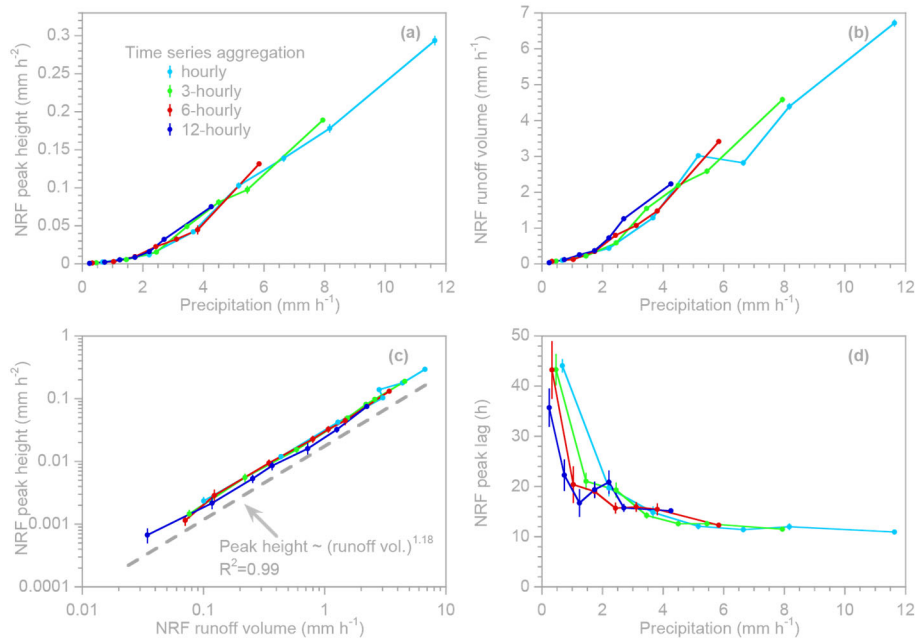 (a)
0.3
0.2
0.1
0.05
0
NRF peak height (mm h⁻²)
Time series aggregation
hourly
3-hourly
6-hourly
12-hourly
0 2 4 6 8 10 12
Precipitation (mm h⁻¹)
(b)
7
6
5
4
3
2
1
0
NRF runoff volume (mm h⁻¹)
0 2 4 6 8 10 12
Precipitation (mm h⁻¹)
(c)
1
0.1
0.01
0.001
0.0001
NRF peak height (mm h⁻²)
Peak height ~ (runoff vol.)¹·¹⁸
R²=0.99
0.01 0.1 1 10
NRF runoff volume (mm h⁻¹)
(d)
50
40
30
20
10
0
NRF peak lag (h)
0 2 4 6 8 10 12
Precipitation (mm h⁻¹)